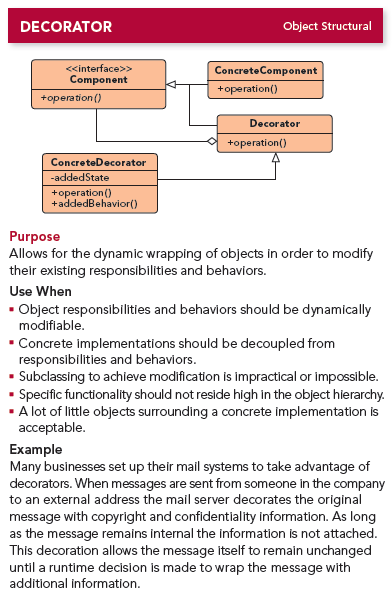 DECORATOR
Object Structural
<<interface>>
Component
+operation()
ConcreteComponent
+operation()
Decorator
+operation()
ConcreteDecorator
-addedState
+operation()
+addedBehavior()
Purpose
Allows for the dynamic wrapping of objects in order to modify
their existing responsibilities and behaviors.
Use When
▪ Object responsibilities and behaviors should be dynamically
modifiable.
▪ Concrete implementations should be decoupled from
responsibilities and behaviors.
▪ Subclassing to achieve modification is impractical or impossible.
▪ Specific functionality should not reside high in the object hierarchy.
▪ A lot of little objects surrounding a concrete implementation is
acceptable.
Example
Many businesses set up their mail systems to take advantage of
decorators. When messages are sent from someone in the company
to an external address the mail server decorates the original
message with copyright and confidentiality information. As long
as the message remains internal the information is not attached.
This decoration allows the message itself to remain unchanged
until a runtime decision is made to wrap the message with
additional information.